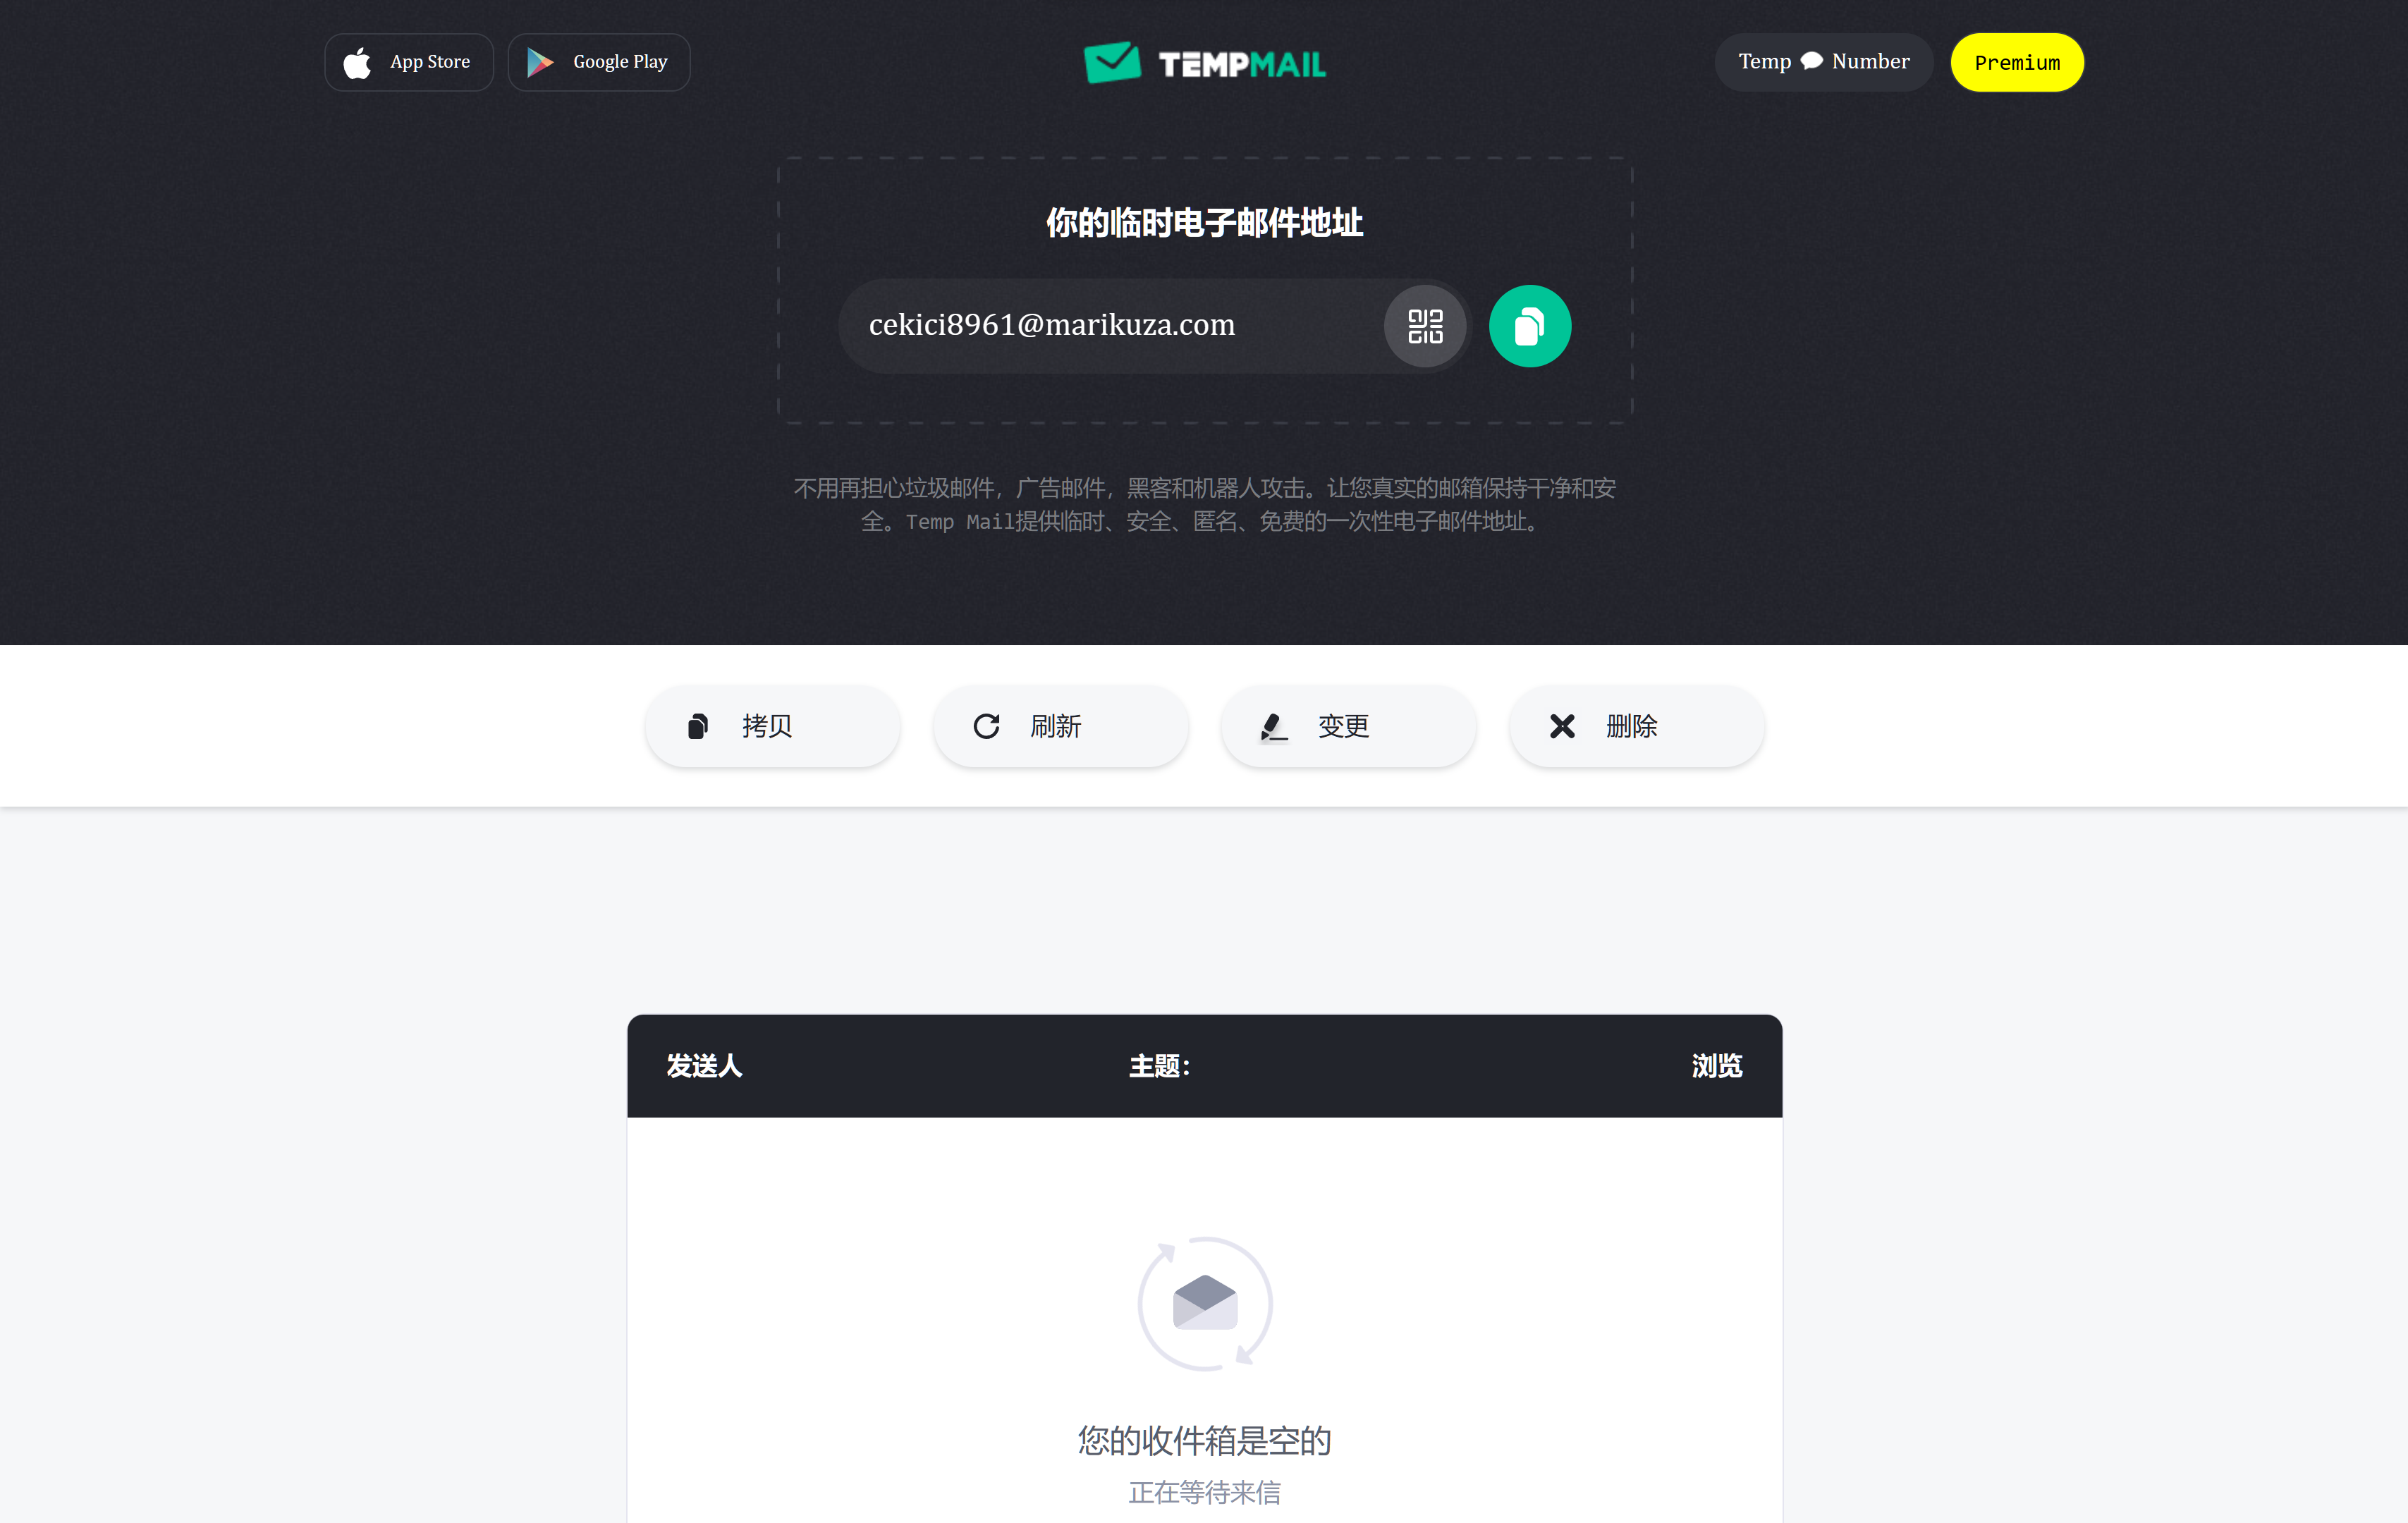 App Store
Google Play
TEMPMAIL
Temp Number
Premium
你的临时电子邮件地址
cekici8961@marikuza.com
不用再担心垃圾邮件，广告邮件，黑客和机器人攻击。让您真实的邮箱保持干净和安
全。Temp Mail提供临时、安全、匿名、免费的一次性电子邮件地址。
拷贝
刷新
变更
删除
发送人
主题：
浏览
您的收件箱是空的
正在等待来信